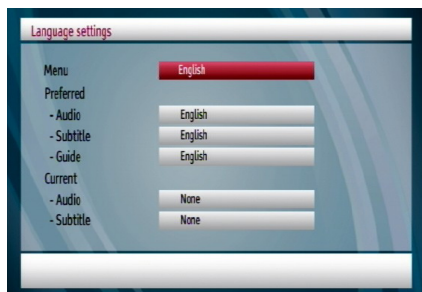 Language settings
Menu English
Preferred
- Audio English
- Subtitle English
- Guide English
Current
- Audio None
- Subtitle None